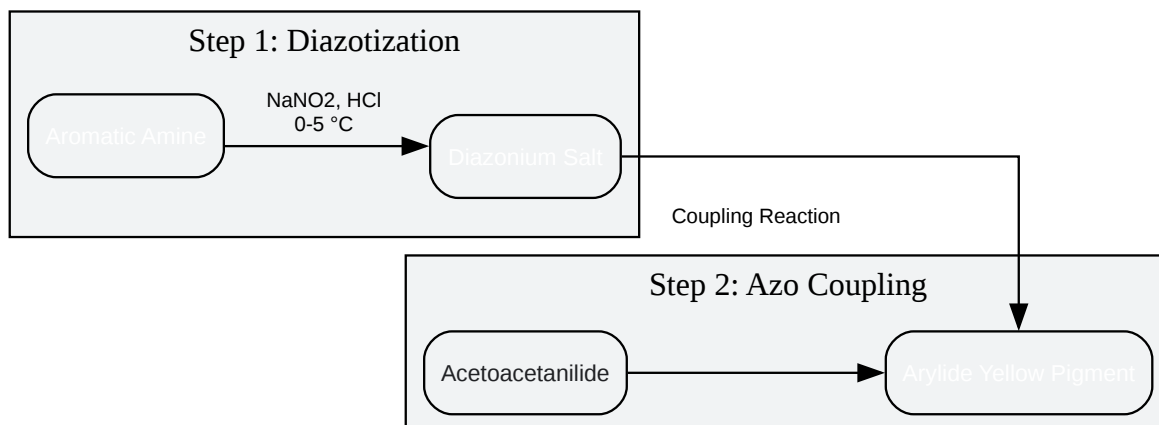 Step 1: Diazotization
Aromatic Amine
NaNO2, HCl
0-5 °C
Diazonium Salt
Coupling Reaction
Step 2: Azo Coupling
Acetoacetanilide
Arylide Yellow Pigment